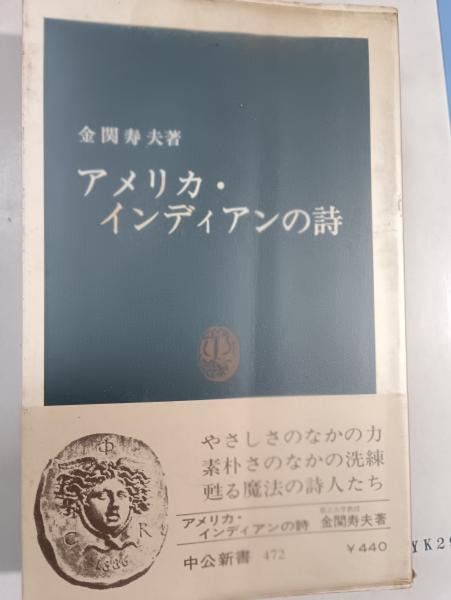 金関寿夫著
アメリカ・
インディアンの詩
やさしさのなかの力
素朴さのなかの洗練
甦る魔法の詩人たち
アメリカ・
インディアンの詩
金関寿夫著
中公新書 472
¥440
Φ
C R
1886
YK29